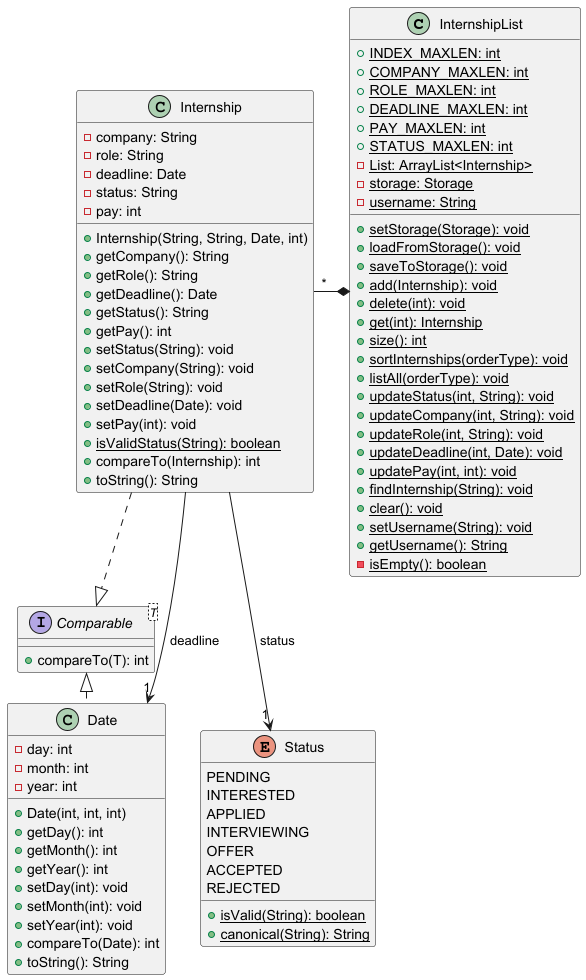 C InternshipList
INDEX_MAXLEN: int
COMPANY_MAXLEN: int
ROLE_MAXLEN: int
DEADLINE_MAXLEN: int
PAY_MAXLEN: int
STATUS_MAXLEN: int
List: ArrayList<Internship>
storage: Storage
username: String
setStorage(Storage): void
loadFromStorage(): void
saveToStorage(): void
add(Internship): void
delete(int): void
get(int): Internship
size(): int
sortInternships(orderType): void
listAll(orderType): void
updateStatus(int, String): void
updateCompany(int, String): void
updateRole(int, String): void
updateDeadline(int, Date): void
updatePay(int, int): void
findInternship(String): void
clear(): void
setUsername(String): void
getUsername(): String
isEmpty(): boolean
C Internship
company: String
role: String
deadline: Date
status: String
pay: int
Internship(String, String, Date, int)
getCompany(): String
getRole(): String
getDeadline(): Date
getStatus(): String
getPay(): int
setStatus(String): void
setCompany(String): void
setRole(String): void
setDeadline(Date): void
setPay(int): void
isValidStatus(String): boolean
compareTo(Internship): int
toString(): String
*
I Comparable
T
compareTo(T): int
deadline
1
status
1
C Date
day: int
month: int
year: int
Date(int, int, int)
getDay(): int
getMonth(): int
getYear(): int
setDay(int): void
setMonth(int): void
setYear(int): void
compareTo(Date): int
toString(): String
E Status
PENDING
INTERESTED
APPLIED
INTERVIEWING
OFFER
ACCEPTED
REJECTED
isValid(String): boolean
canonical(String): String